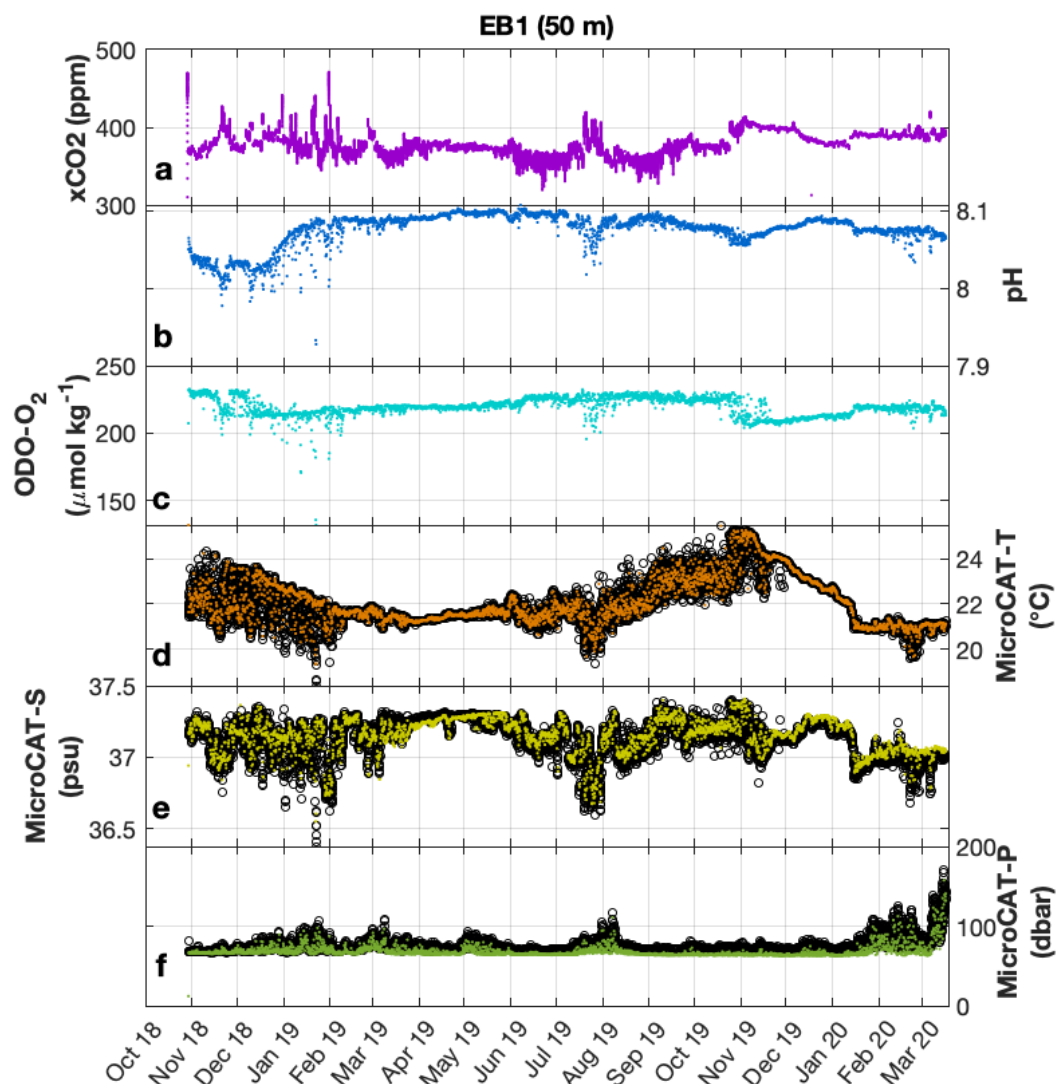 EB1 (50 m)
500
400
300
xCO2 (ppm)
a
8.1
8
7.9
pH
b
250
200
150
ODO-O₂
(μmol kg⁻¹)
c
24
22
20
MicroCAT-T
(°C)
d
37.5
37
36.5
MicroCAT-S
(psu)
e
200
100
0
MicroCAT-P
(dbar)
f
Oct 18 Nov 18 Dec 18 Jan 19 Feb 19 Mar 19 Apr 19 May 19 Jun 19 Jul 19 Aug 19 Sep 19 Oct 19 Nov 19 Dec 19 Jan 20 Feb 20 Mar 20